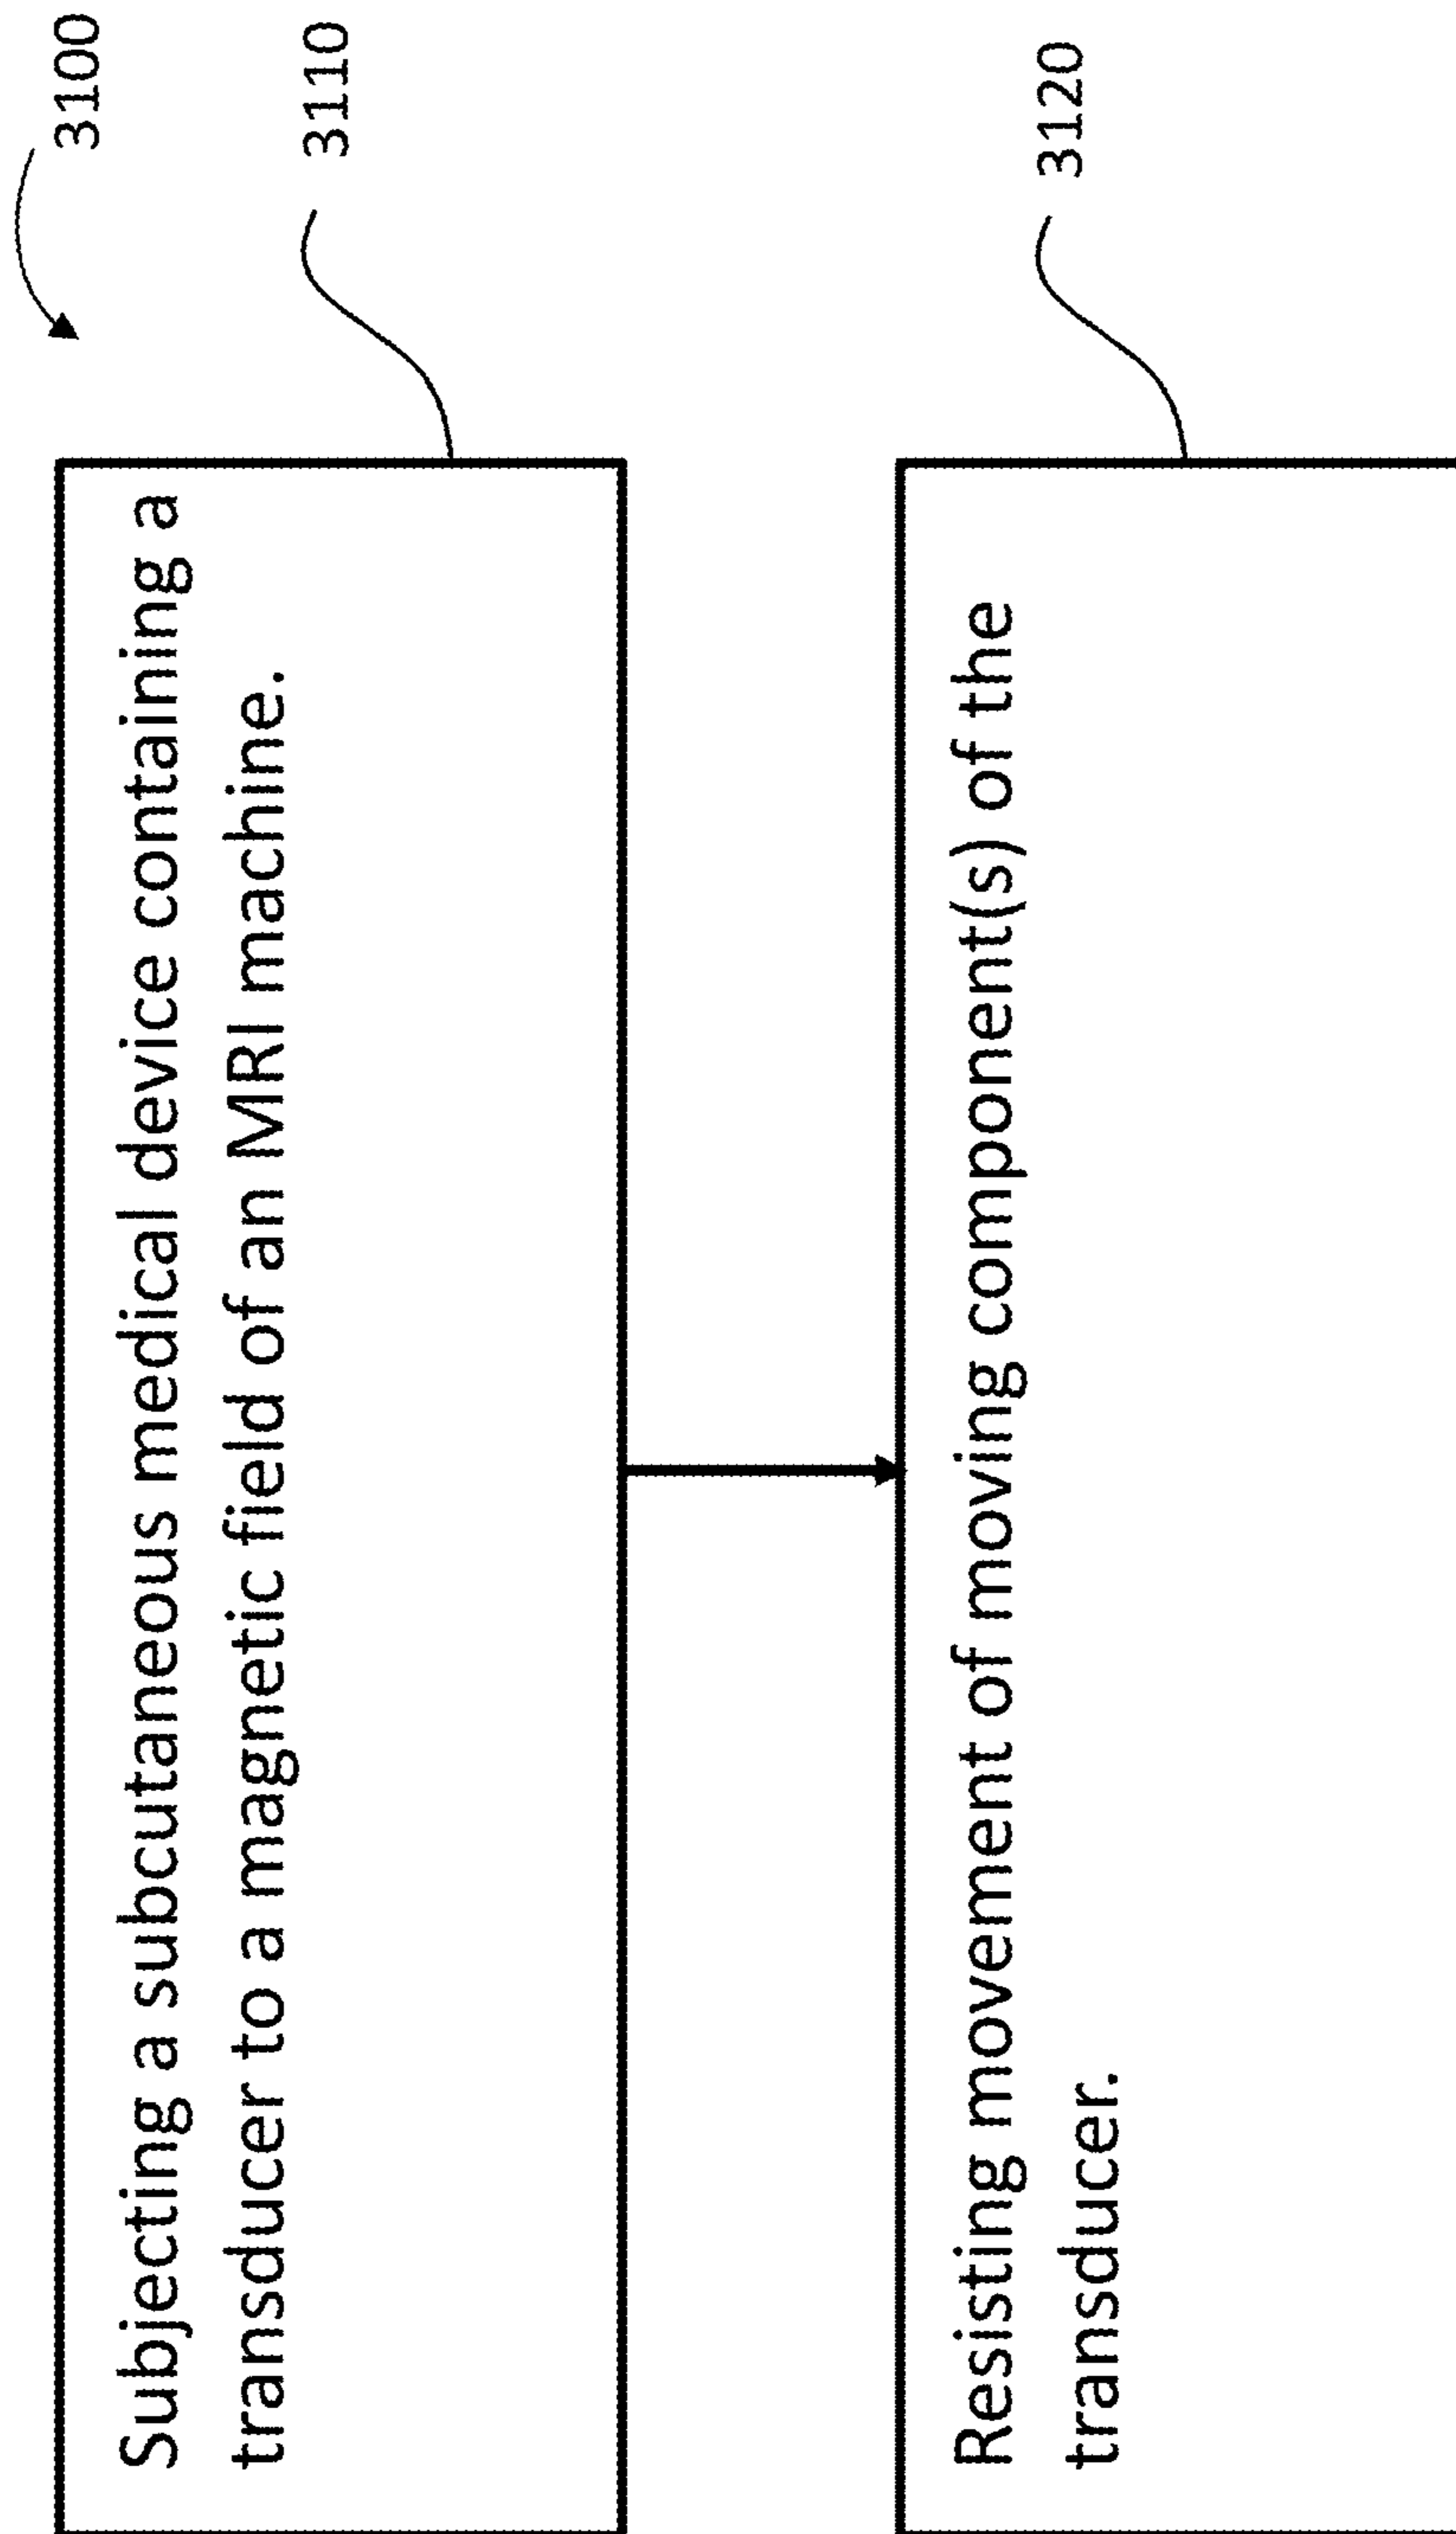 3100
Subjecting a subcutaneous medical device containing a
transducer to a magnetic field of an MRI machine.
3110
Resisting movement of moving component(s) of the
transducer.
3120